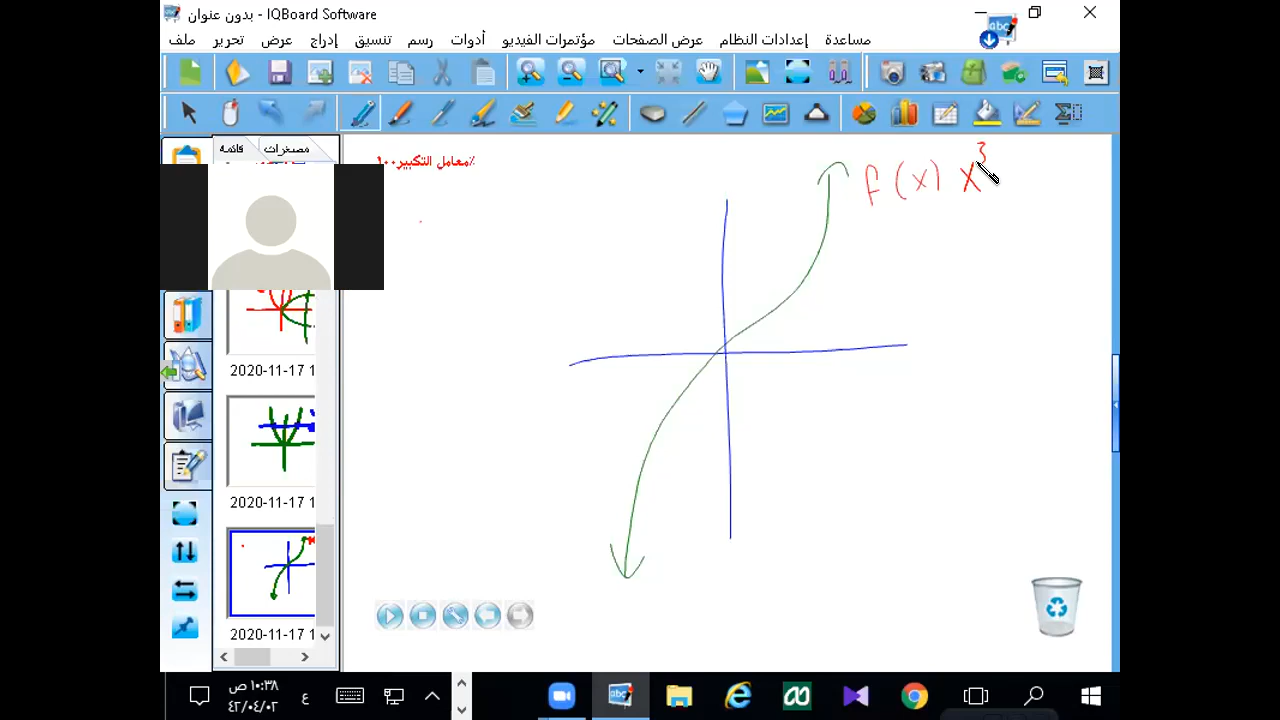 بدون عنوان - IQBoard Software
ملف تحرير عرض إدراج تنسيق رسم أدوات مؤتمرات الفيديو عرض الصفحات إعدادات النظام مساعدة
abc
قائمة مصغرات
معامل التكبير١٠٠٪
f (x) x³
2020-11-17 1
2020-11-17 1
2020-11-17 1
١٠:٣٨ ص
٤٢/٠٤/٠٢
ع
abc